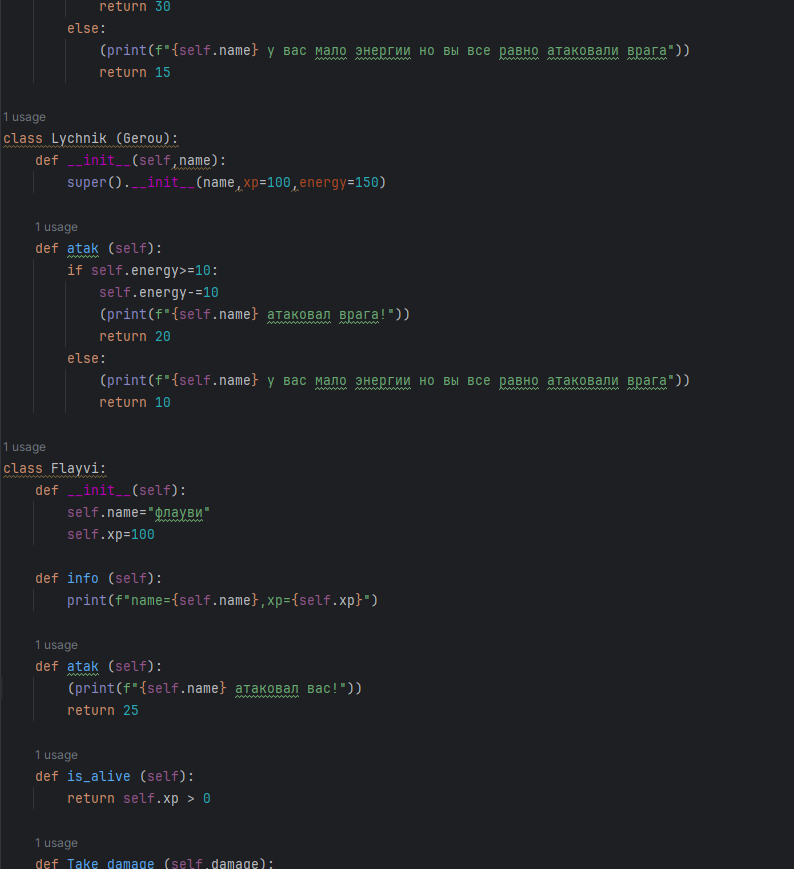 return 30
else:
(print(f"{self.name} у вас мало энергии но вы все равно атаковали врага"))
return 15
1 usage
class Lychnik (Gerou):
def __init__(self,name):
super().__init__(name,xp=100,energy=150)
1 usage
def atak (self):
if self.energy>=10:
self.energy-=10
(print(f"{self.name} атаковал врага!"))
return 20
else:
(print(f"{self.name} у вас мало энергии но вы все равно атаковали врага"))
return 10
1 usage
class Flayvi:
def __init__(self):
self.name="флауви"
self.xp=100
def info (self):
print(f"name={self.name},xp={self.xp}")
1 usage
def atak (self):
(print(f"{self.name} атаковал вас!"))
return 25
1 usage
def is_alive (self):
return self.xp > 0
1 usage
def Take_damage (self,damage):